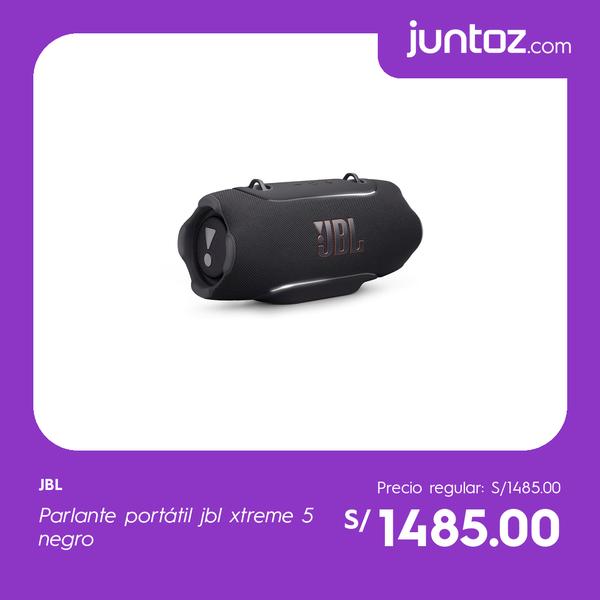 juntoz.com
JBL
JBL
Parlante portátil jbl xtreme 5
negro
Precio regular: S/1485.00
S/1485.00